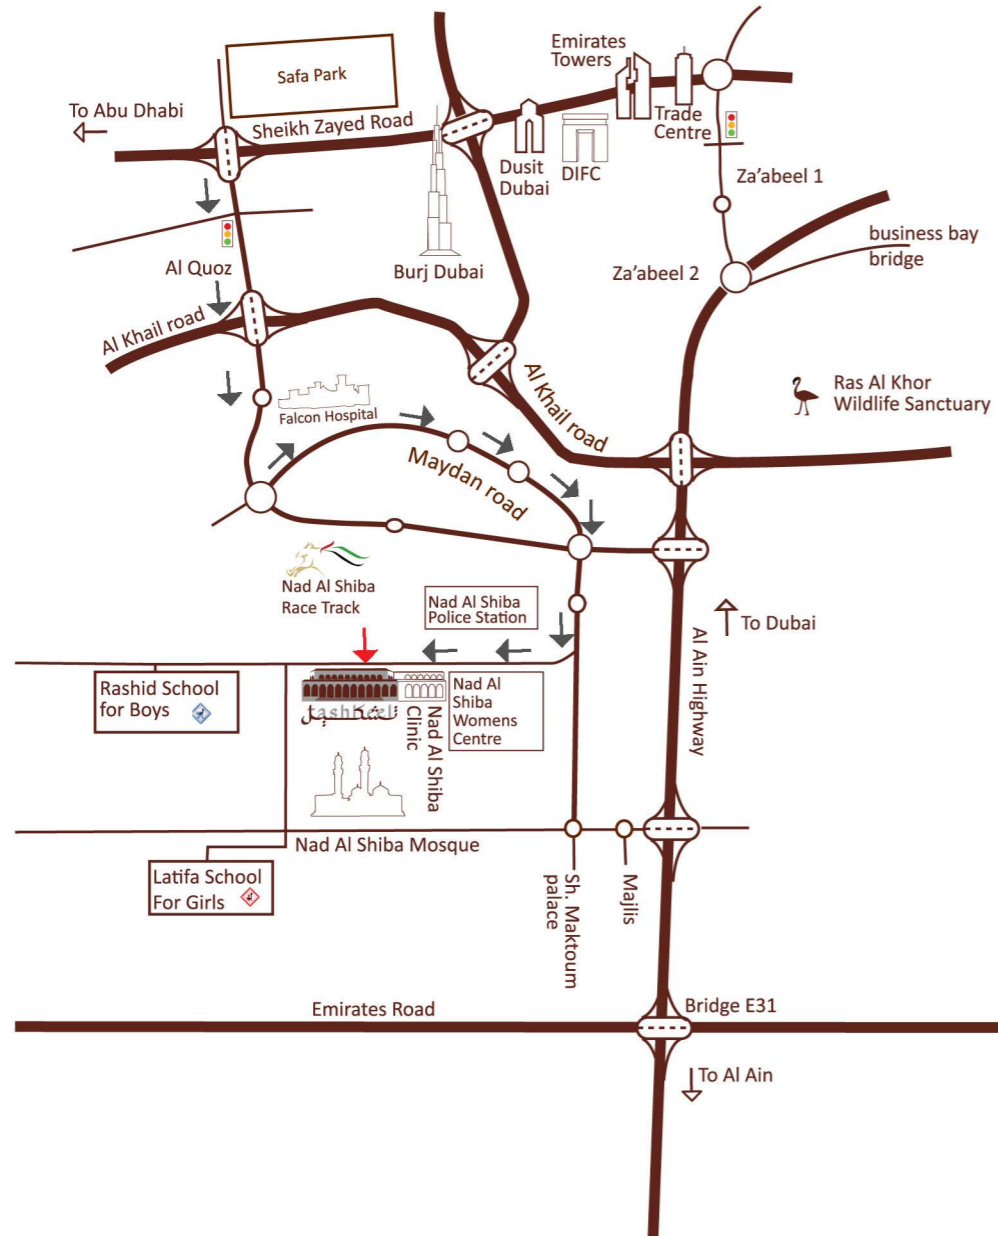 Safa Park
Emirates
Towers
To Abu Dhabi
Sheikh Zayed Road
Trade
Centre
Dusit
Dubai
DIFC
Za'abeel 1
business bay
bridge
Al Quoz
Burj Dubai
Za'abeel 2
Al Khail road
Al Khail road
Ras Al Khor
Wildlife Sanctuary
Falcon Hospital
Maydan road
Nad Al Shiba
Race Track
Nad Al Shiba
Police Station
To Dubai
Al Ain Highway
Rashid School
for Boys
tashkeel
تشكيل
Nad Al Shiba
Clinic
Nad Al
Shiba
Womens
Centre
Nad Al Shiba Mosque
Latifa School
For Girls
Sh. Maktoum
palace
Majlis
Emirates Road
Bridge E31
To Al Ain